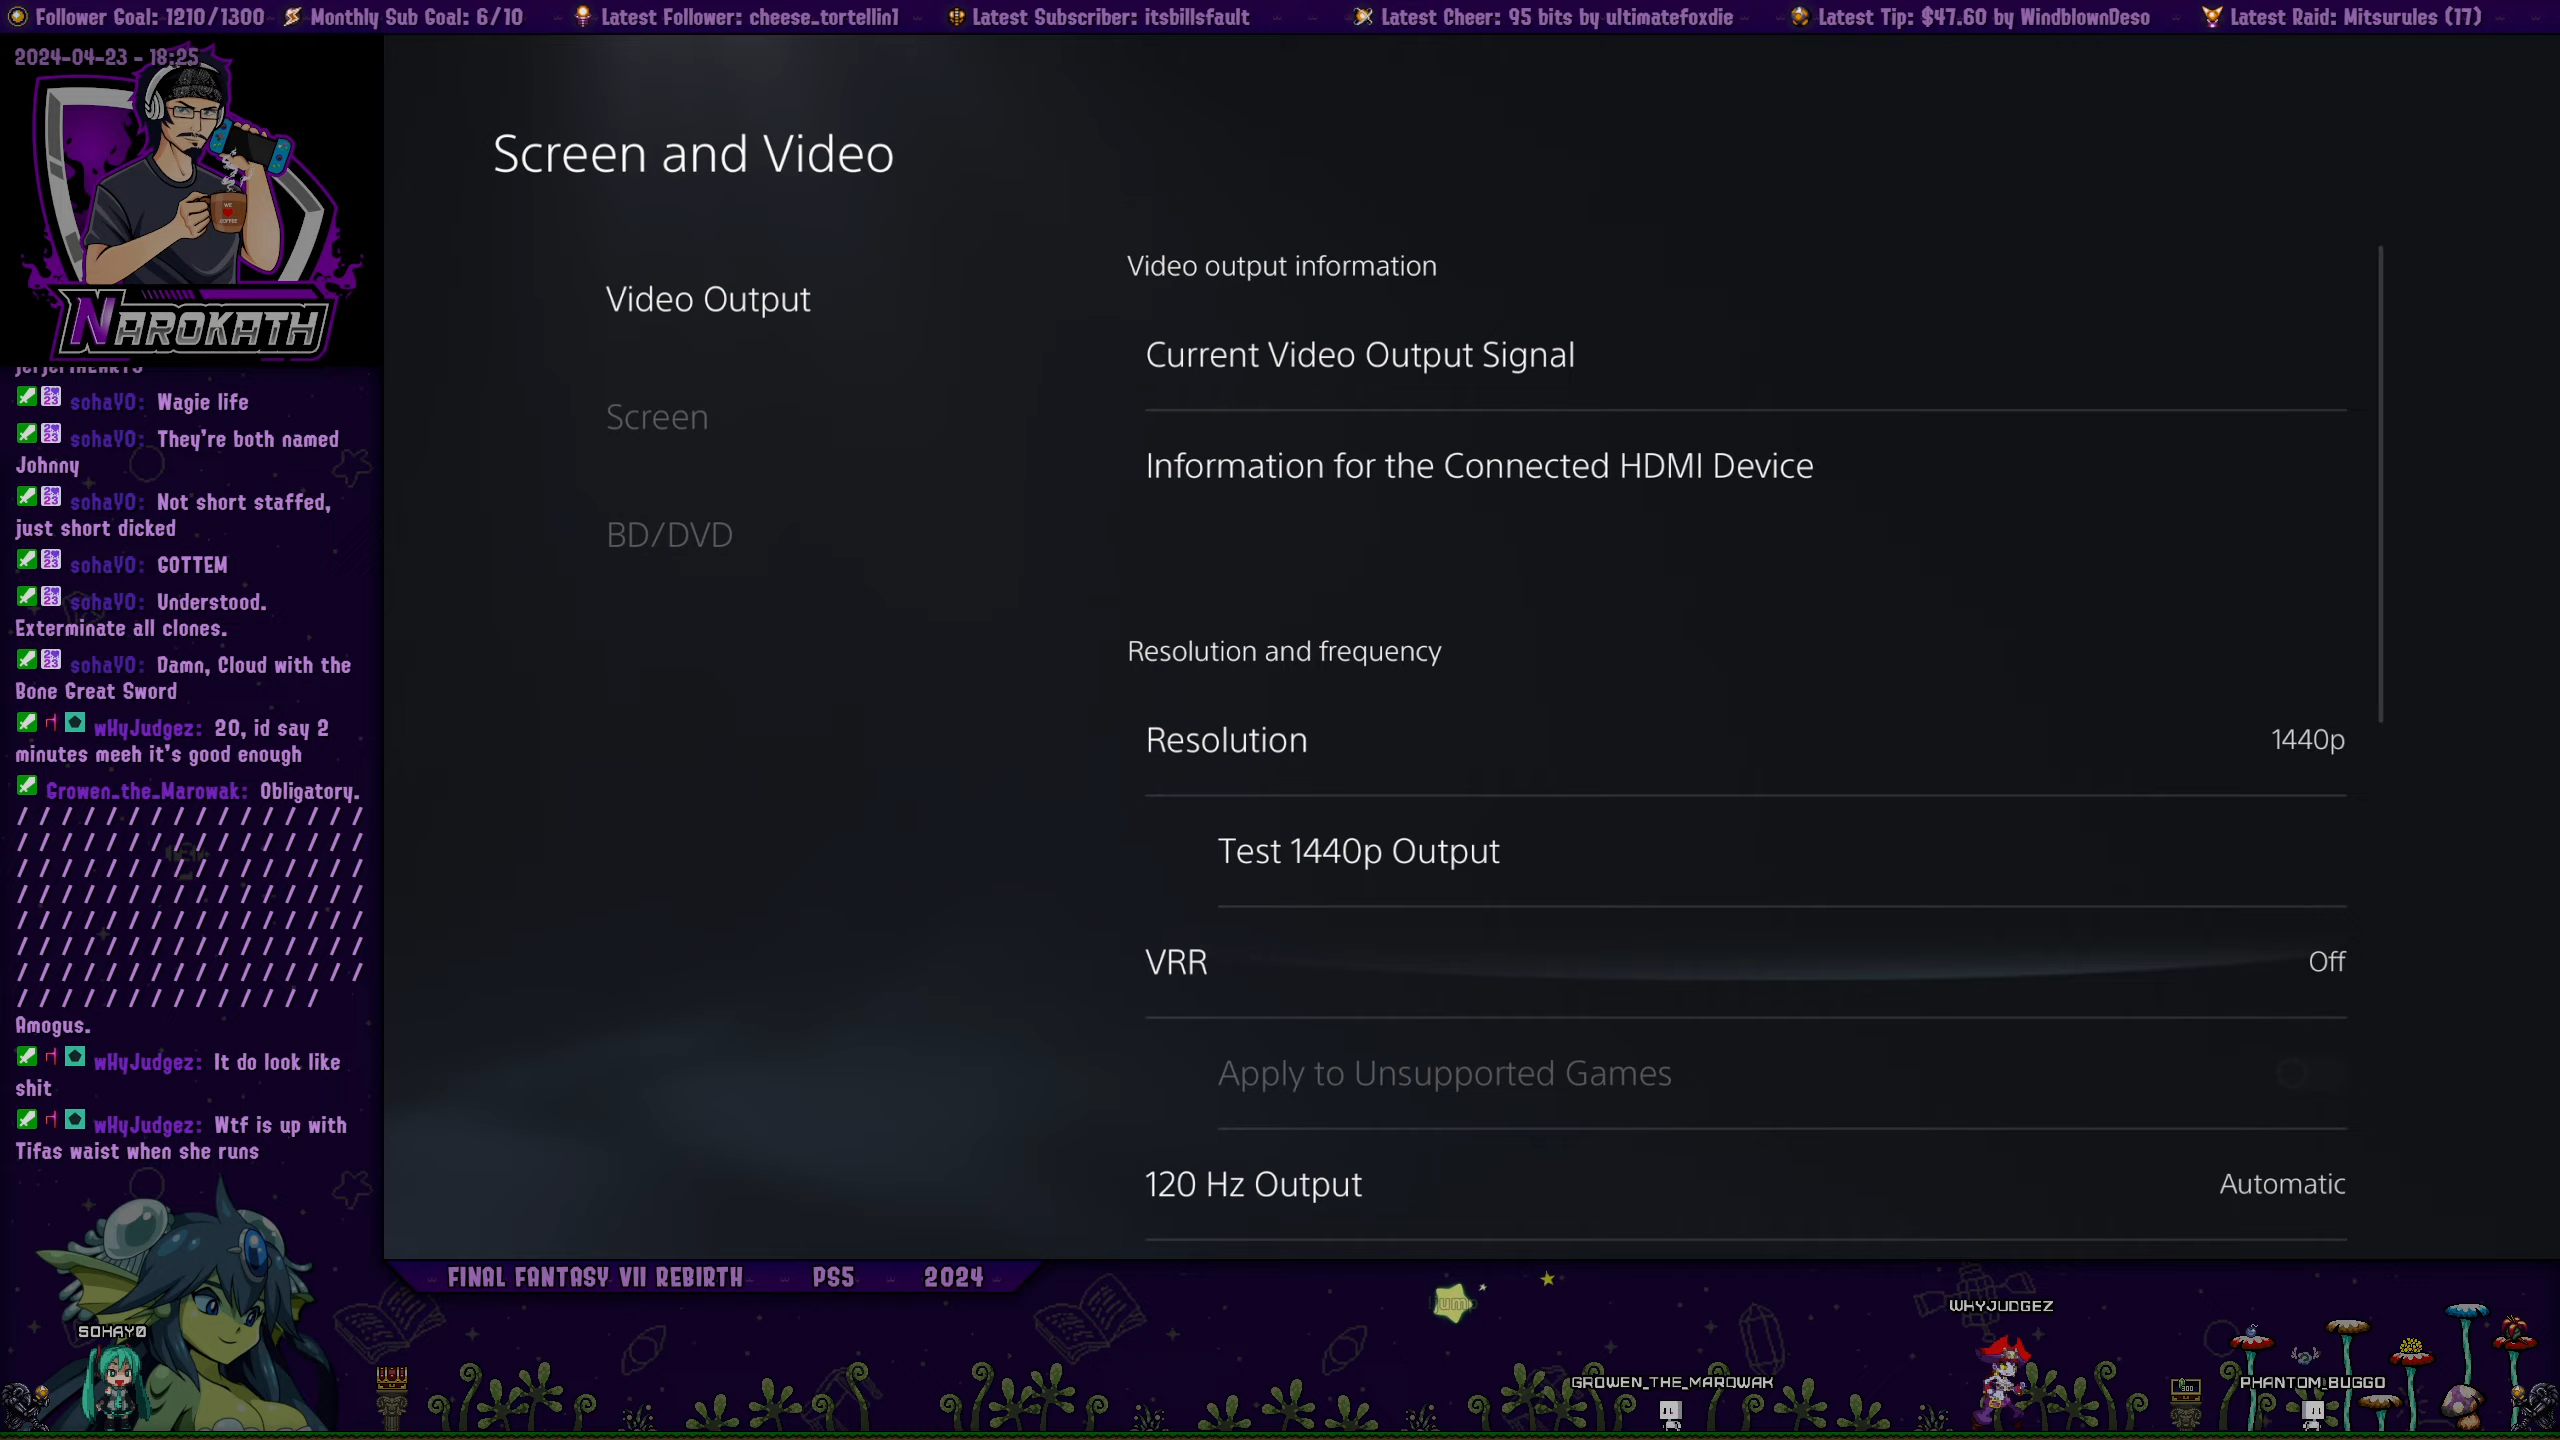 Follower Goal: 1210/1300 Monthly Sub Goal: 6/10 - Latest Follower: cheese_tortellin1 - Latest Subscriber: itsbillsfault - - Latest Cheer: 95 bits by ultimatefoxdie - - Latest Tip: $47.60 by WindblownDeso - - Latest Raid: Mitsurules (17) - -
2024-04-23 - 18:25
WE
COFFEE
NAROKATH
sohaY0: Wagie life
sohaY0: They're both named
Johnny
sohaY0: Not short staffed,
just short dicked
sohaY0: GOTTEM
sohaY0: Understood.
Exterminate all clones.
sohaY0: Damn, Cloud with the
Bone Great Sword
wHyJudgez: 20, id say 2
minutes meeh it's good enough
Growen_the_Marowak: Obligatory.
/ / / / / / / / / / / / / / / /
/ / / / / / / / / / / / / / / /
/ / / / / / / / / / / / / / / /
/ / / / / / / / / / / / / / / /
/ / / / / / / / / / / / / / / /
/ / / / / / / / / / / / / / / /
/ / / / / / / / / / / / / / / /
/ / / / / / / / / / / / / /
Amogus.
wHyJudgez: It do look like
shit
wHyJudgez: Wtf is up with
Tifas waist when she runs
Screen and Video
Video Output
Screen
BD/DVD
Video output information
Current Video Output Signal
Information for the Connected HDMI Device
Resolution and frequency
Resolution 1440p
Test 1440p Output
VRR Off
Apply to Unsupported Games
120 Hz Output Automatic
- FINAL FANTASY VII REBIRTH - PS5 - 2024 -
SOHAY0
WHYJUDGEZ
GROWEN_THE_MAROWAK
PHANTOM_BUGGO